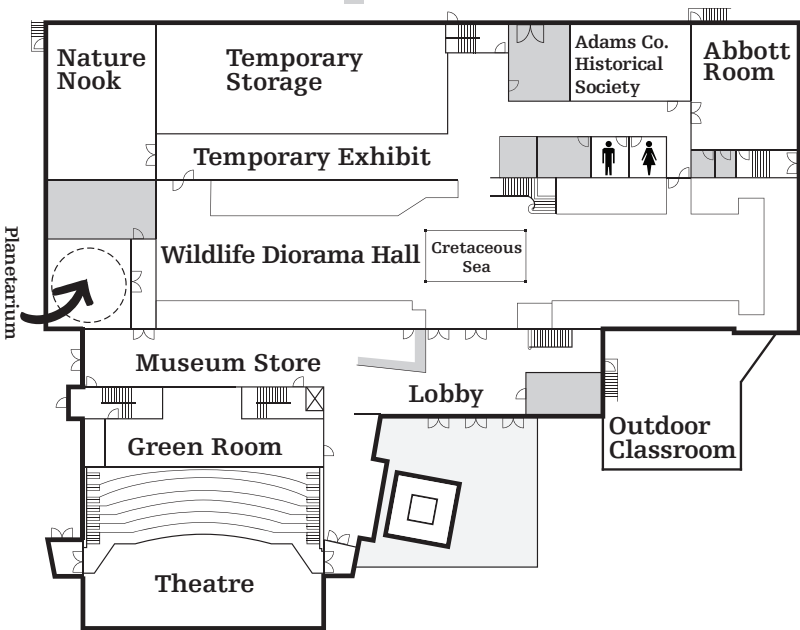 Nature
Nook
Temporary
Storage
Adams Co.
Historical
Society
Abbott
Room
Temporary Exhibit
Planetarium
Wildlife Diorama Hall
Cretaceous
Sea
Museum Store
Lobby
Outdoor
Classroom
Green Room
Theatre